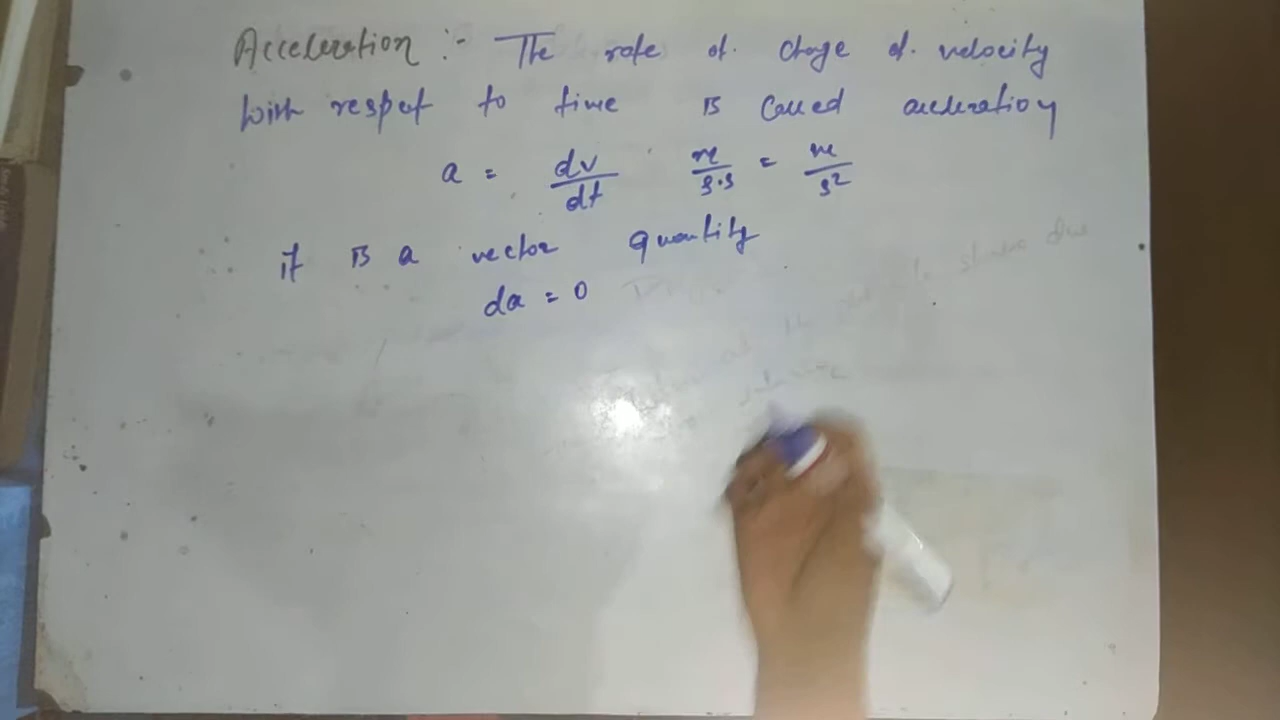 Acceleration :- The rate of change of velocity
with respect to time is called acceleration
a = dv/dt m/s·s = m/s²
it is a vector quantity
da = 0